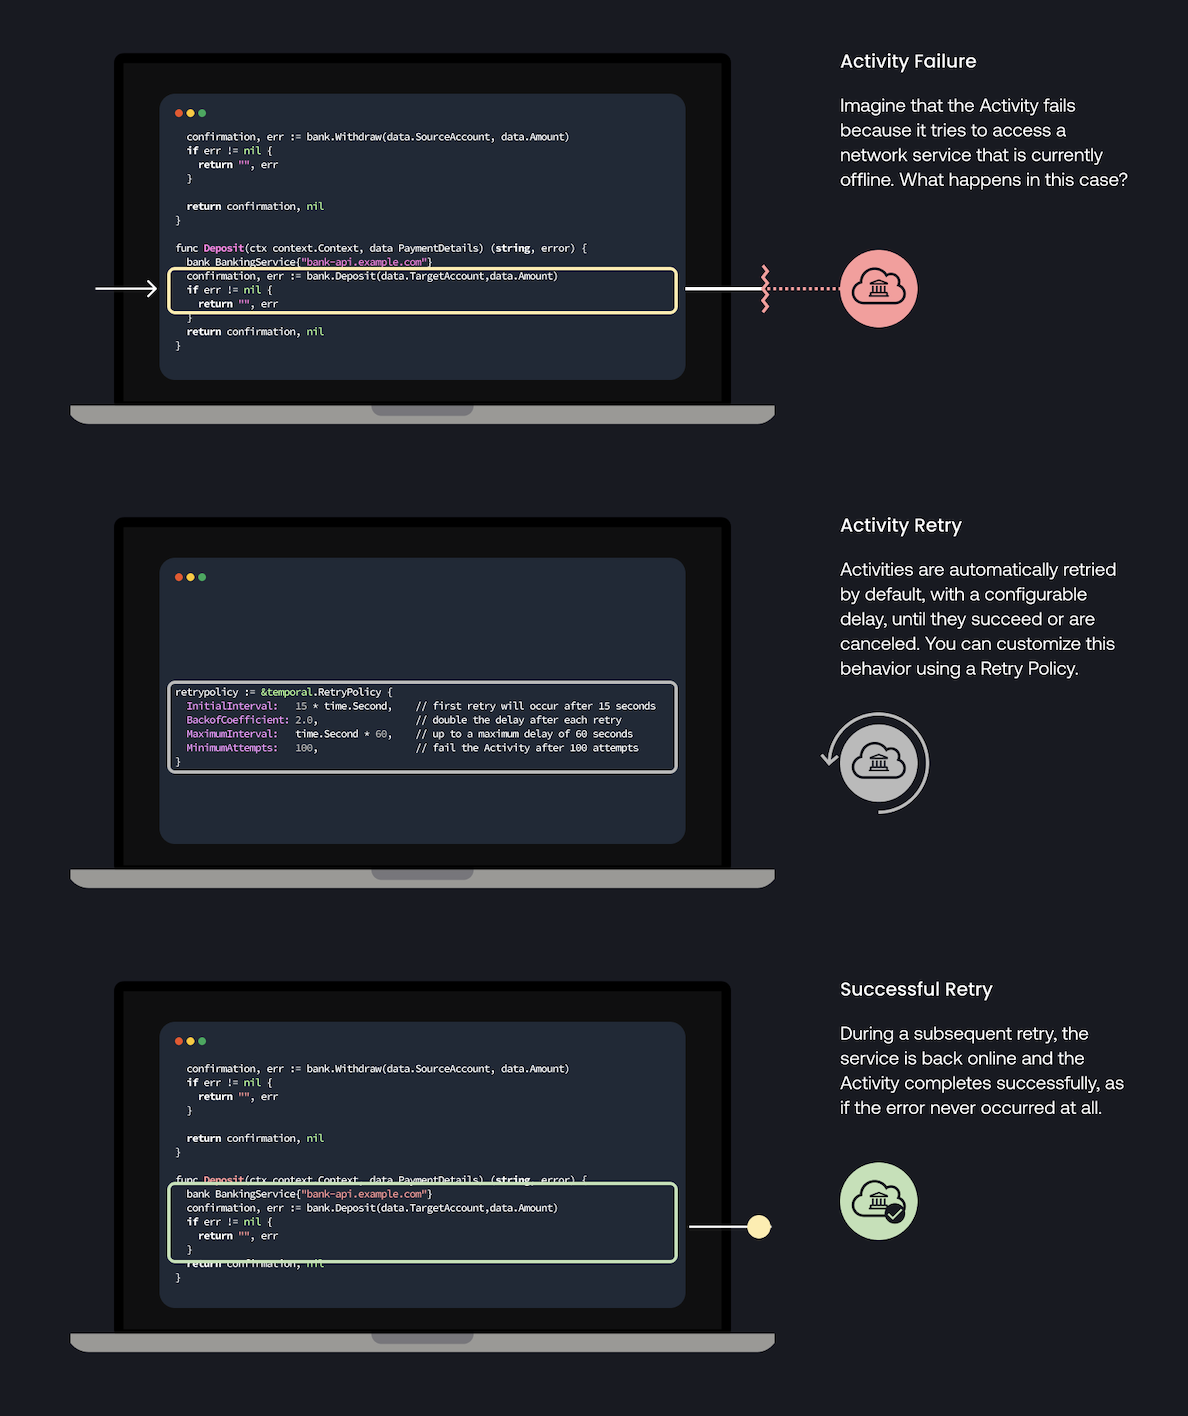 Activity Failure
Imagine that the Activity fails
because it tries to access a
network service that is currently
offline. What happens in this case?
confirmation, err := bank.Withdraw(data.SourceAccount, data.Amount)
if err != nil {
return "", err
}
return confirmation, nil
}
func Deposit(ctx context.Context, data PaymentDetails) (string, error) {
bank BankingService{"bank-api.example.com"}
confirmation, err := bank.Deposit(data.TargetAccount,data.Amount)
if err != nil {
return "", err
}
return confirmation, nil
}
Activity Retry
Activities are automatically retried
by default, with a configurable
delay, until they succeed or are
canceled. You can customize this
behavior using a Retry Policy.
retrypolicy := &temporal.RetryPolicy {
InitialInterval: 15 * time.Second, // first retry will occur after 15 seconds
BackofCoefficient: 2.0, // double the delay after each retry
MaximumInterval: time.Second * 60, // up to a maximum delay of 60 seconds
MinimumAttempts: 100, // fail the Activity after 100 attempts
}
Successful Retry
During a subsequent retry, the
service is back online and the
Activity completes successfully, as
if the error never occurred at all.
confirmation, err := bank.Withdraw(data.SourceAccount, data.Amount)
if err != nil {
return "", err
}
return confirmation, nil
}
func Deposit(ctx context.Context, data PaymentDetails) (string, error) {
bank BankingService{"bank-api.example.com"}
confirmation, err := bank.Deposit(data.TargetAccount,data.Amount)
if err != nil {
return "", err
}
return confirmation, nil
}